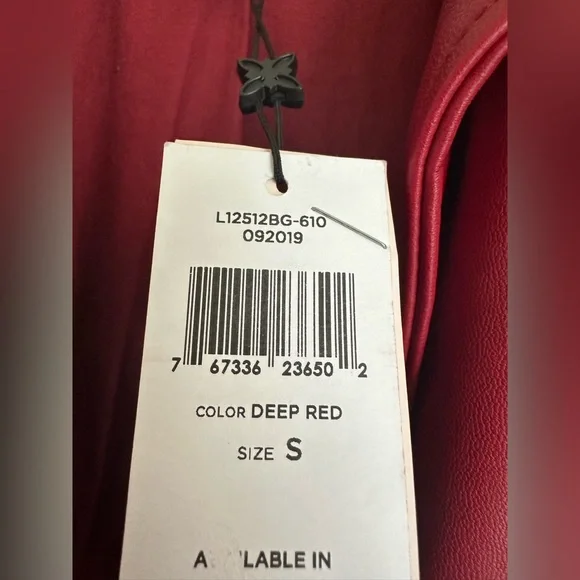 L12512BG-610
092019
7 67336 23650 2
COLOR DEEP RED
SIZE S
IN